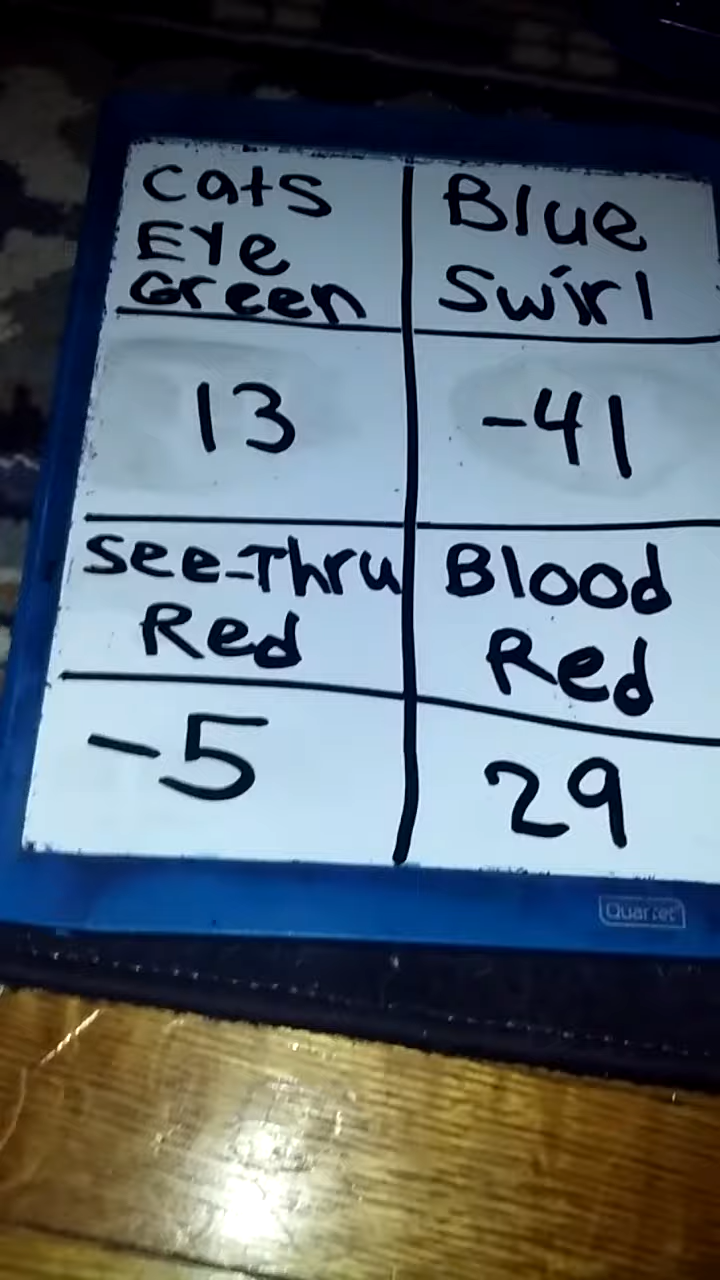 Cats
Eye
Green
Blue
Swirl
13
-41
See-Thru
Red
Blood
Red
-5
29
Quartet